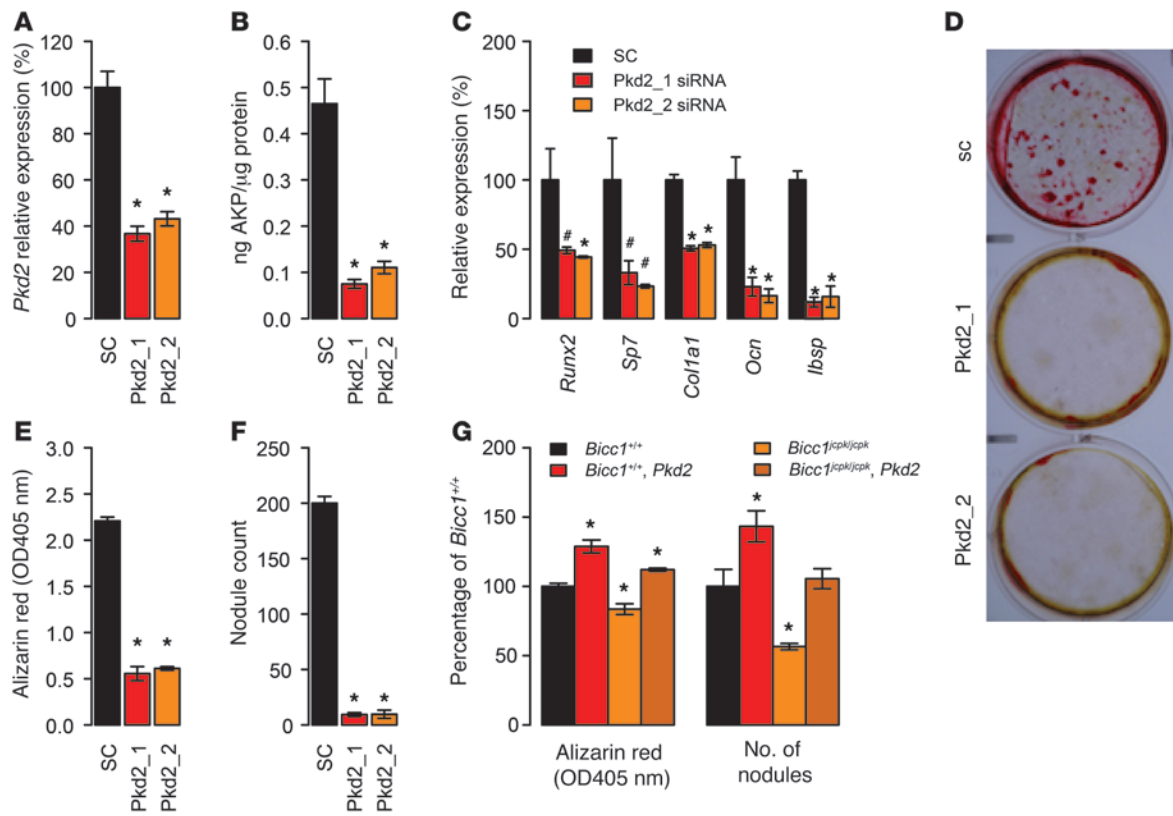 A
Pkd2 relative expression (%)
120
100
80
60
40
20
0
SC
Pkd2_1
Pkd2_2
*
*
B
ng AKP/μg protein
0.6
0.5
0.4
0.3
0.2
0.1
0.0
SC
Pkd2_1
Pkd2_2
*
*
C
Relative expression (%)
200
150
100
50
0
SC
Pkd2_1 siRNA
Pkd2_2 siRNA
# *
# #
* *
* *
* *
Runx2
Sp7
Col1a1
Ocn
Ibsp
D
SC
Pkd2_1
Pkd2_2
E
Alizarin red (OD405 nm)
3.0
2.5
2.0
1.5
1.0
0.5
0.0
SC
Pkd2_1
Pkd2_2
*
*
F
Nodule count
250
200
150
100
50
0
SC
Pkd2_1
Pkd2_2
*
*
G
Percentage of Bicc1+/+
200
150
100
50
0
Bicc1+/+
Bicc1+/+, Pkd2
Bicc1jcpk/jcpk
Bicc1jcpk/jcpk, Pkd2
* * *
* *
Alizarin red
(OD405 nm)
No. of
nodules